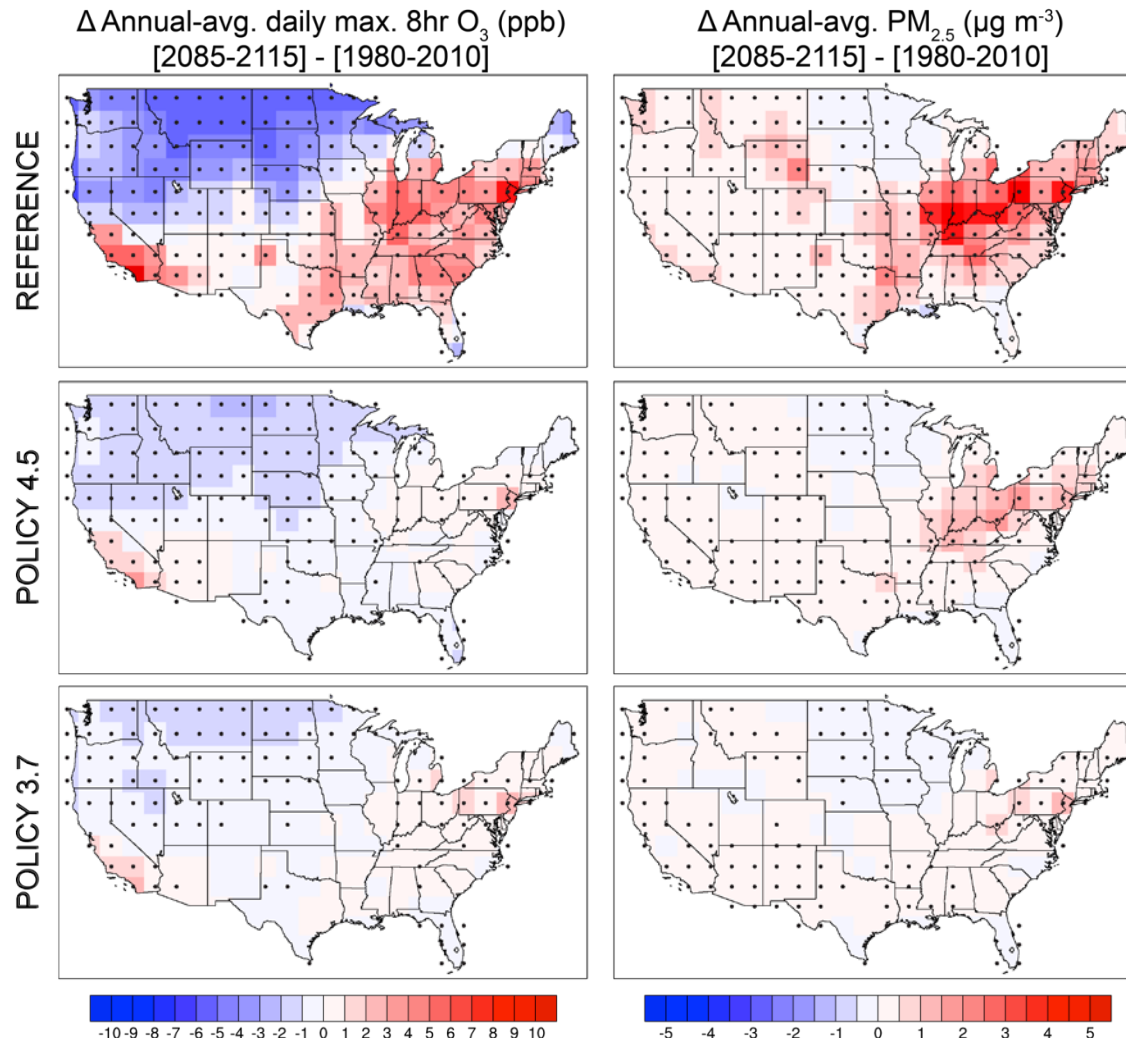 Δ Annual-avg. daily max. 8hr O₃ (ppb)
[2085-2115] - [1980-2010]
Δ Annual-avg. PM₂.₅ (µg m⁻³)
[2085-2115] - [1980-2010]
REFERENCE
POLICY 4.5
POLICY 3.7
-10 -9 -8 -7 -6 -5 -4 -3 -2 -1 0 1 2 3 4 5 6 7 8 9 10
-5 -4 -3 -2 -1 0 1 2 3 4 5